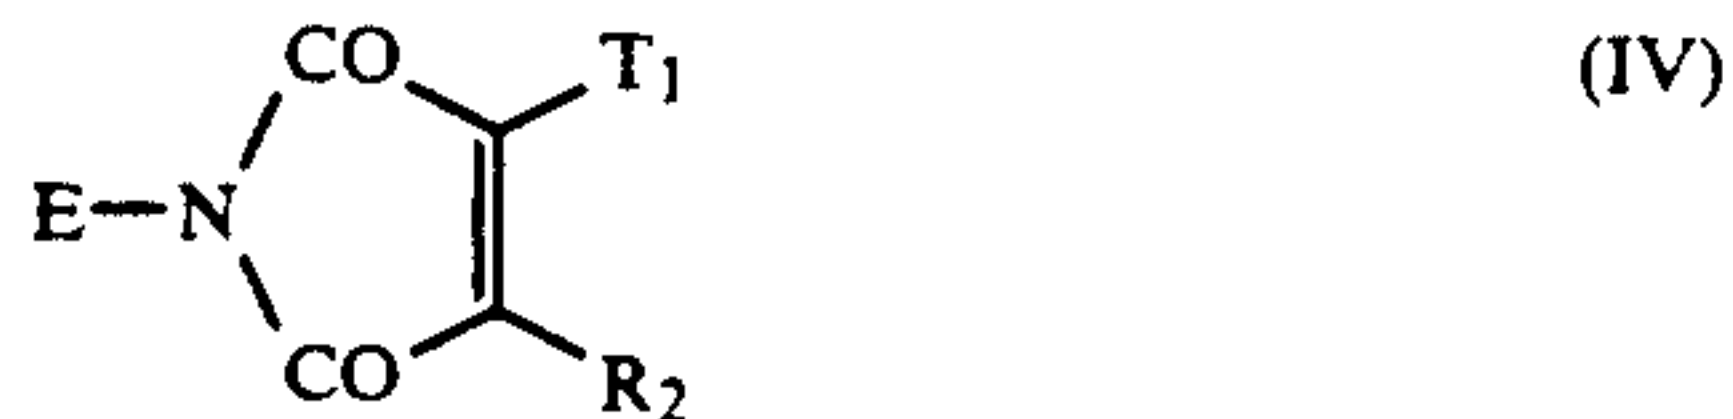 CO T₁ (IV)
E—N
CO R₂